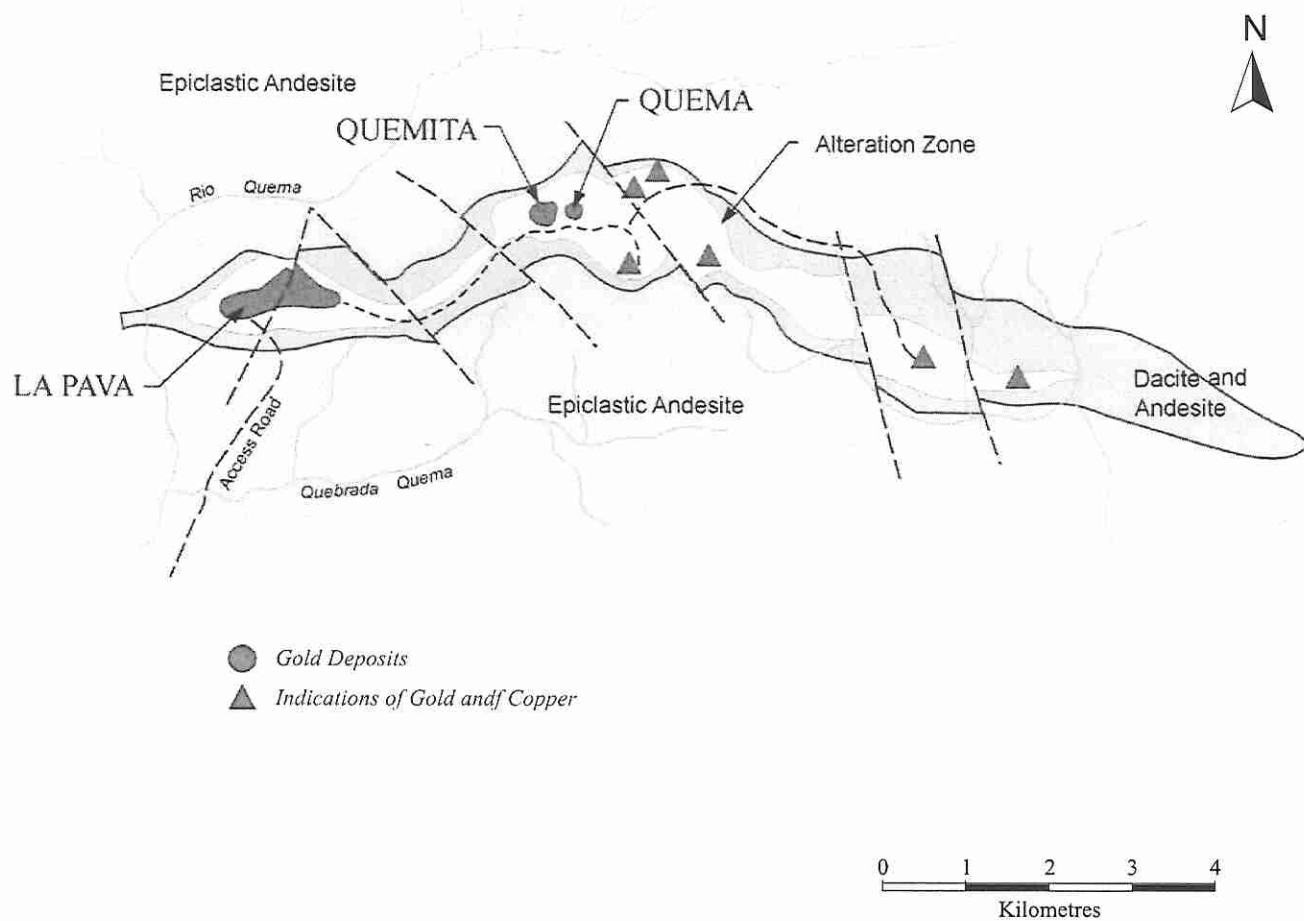 N
Epiclastic Andesite
QUEMA
QUEMITA
Alteration Zone
Rio Quema
LA PAVA
Epiclastic Andesite
Dacite and
Andesite
Access Road
Quebrada Quema
Gold Deposits
Indications of Gold andf Copper
0 1 2 3 4
Kilometres